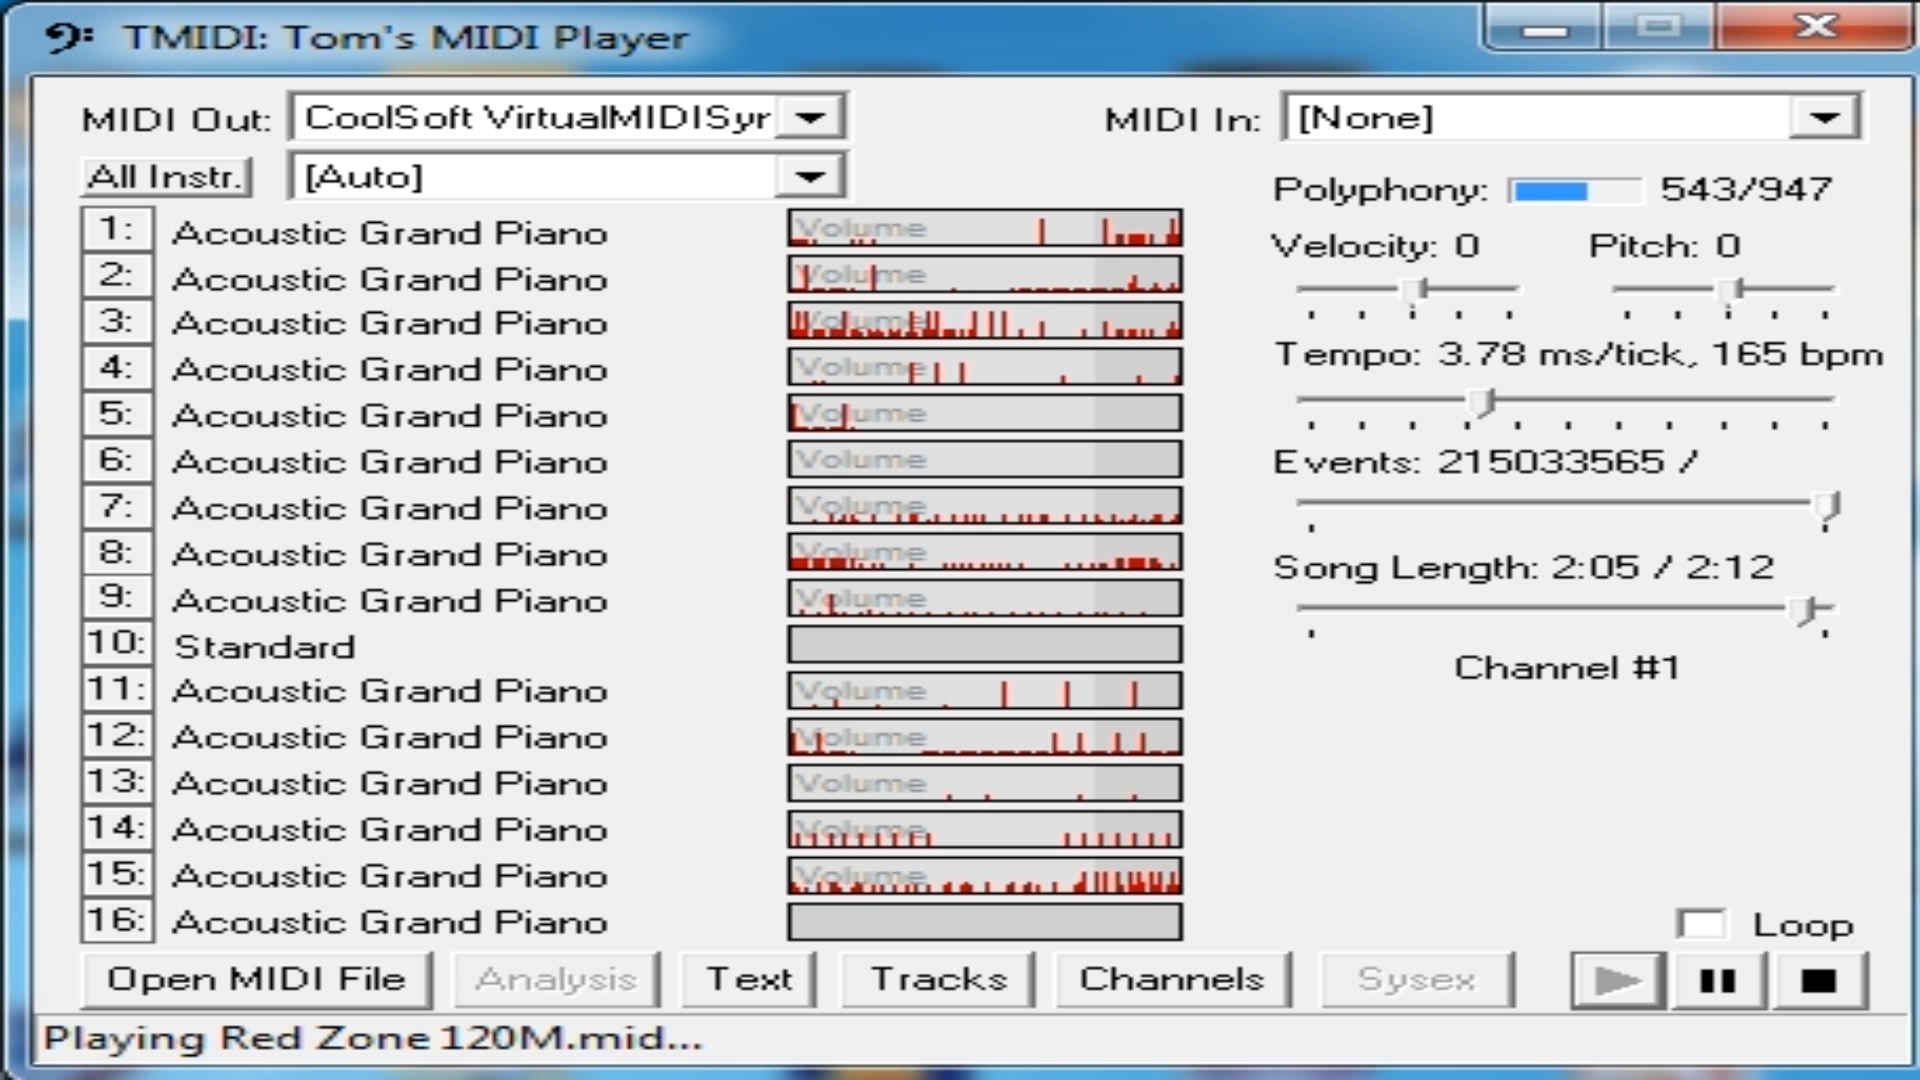 TMIDI: Tom's MIDI Player
MIDI Out: CoolSoft VirtualMIDISyr
MIDI In: [None]
All Instr. [Auto]
Polyphony: 543/947
Velocity: 0 Pitch: 0
Tempo: 3.78 ms/tick, 165 bpm
Events: 215033565 /
Song Length: 2:05 / 2:12
Channel #1
1: Acoustic Grand Piano Volume
2: Acoustic Grand Piano Volume
3: Acoustic Grand Piano Volume
4: Acoustic Grand Piano Volume
5: Acoustic Grand Piano Volume
6: Acoustic Grand Piano Volume
7: Acoustic Grand Piano Volume
8: Acoustic Grand Piano Volume
9: Acoustic Grand Piano Volume
10: Standard
11: Acoustic Grand Piano Volume
12: Acoustic Grand Piano Volume
13: Acoustic Grand Piano Volume
14: Acoustic Grand Piano Volume
15: Acoustic Grand Piano Volume
16: Acoustic Grand Piano
Loop
Open MIDI File Analysis Text Tracks Channels Sysex
Playing Red Zone 120M.mid...